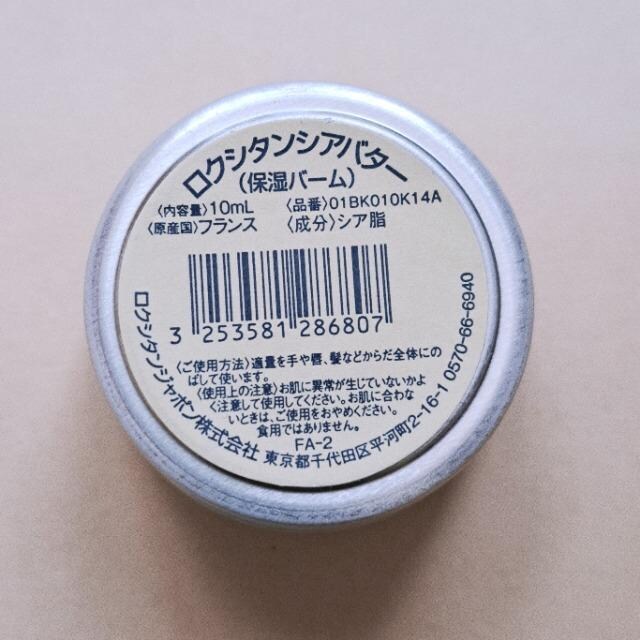 ロクシタンシアバター
(保湿バーム)
〈内容量〉10mL 〈品番〉01BK010K14A
〈原産国〉フランス 〈成分〉シア脂
3 253581 286807
〈ご使用方法〉適量を手や唇、髪などからだ全体にの
ばして使います。
〈使用上の注意〉お肌に異常が生じていないかよ
く注意して使用してください。お肌に合わな
いときは、ご使用をおやめください。
食用ではありません。
FA-2
ロクシタンジャポン株式会社 東京都千代田区平河町2-16-1 0570-66-6940